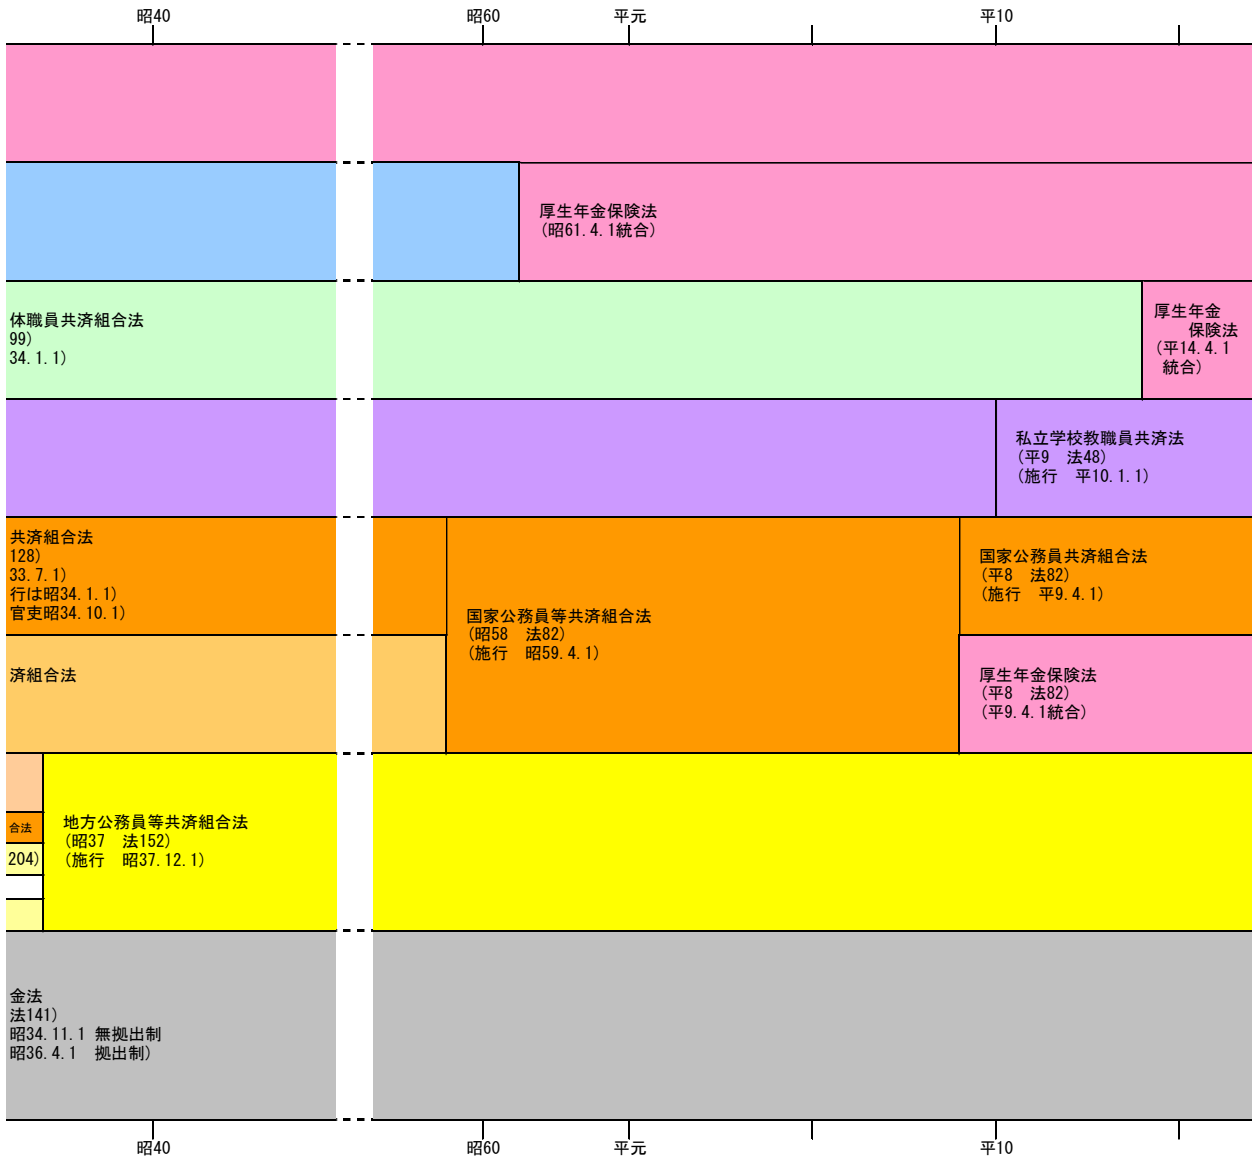 昭40 昭60 平元 平10
厚生年金保険法
(昭61.4.1統合)
体職員共済組合法
99)
34.1.1)
厚生年金
保険法
(平14.4.1
統合)
私立学校教職員共済法
(平9 法48)
(施行 平10.1.1)
共済組合法
128)
33.7.1)
行は昭34.1.1)
官吏昭34.10.1)
国家公務員等共済組合法
(昭58 法82)
(施行 昭59.4.1)
国家公務員共済組合法
(平8 法82)
(施行 平9.4.1)
済組合法
厚生年金保険法
(平8 法82)
(平9.4.1統合)
合法
204)
地方公務員等共済組合法
(昭37 法152)
(施行 昭37.12.1)
金法
法141)
昭34.11.1 無拠出制
昭36.4.1 拠出制)
昭40 昭60 平元 平10